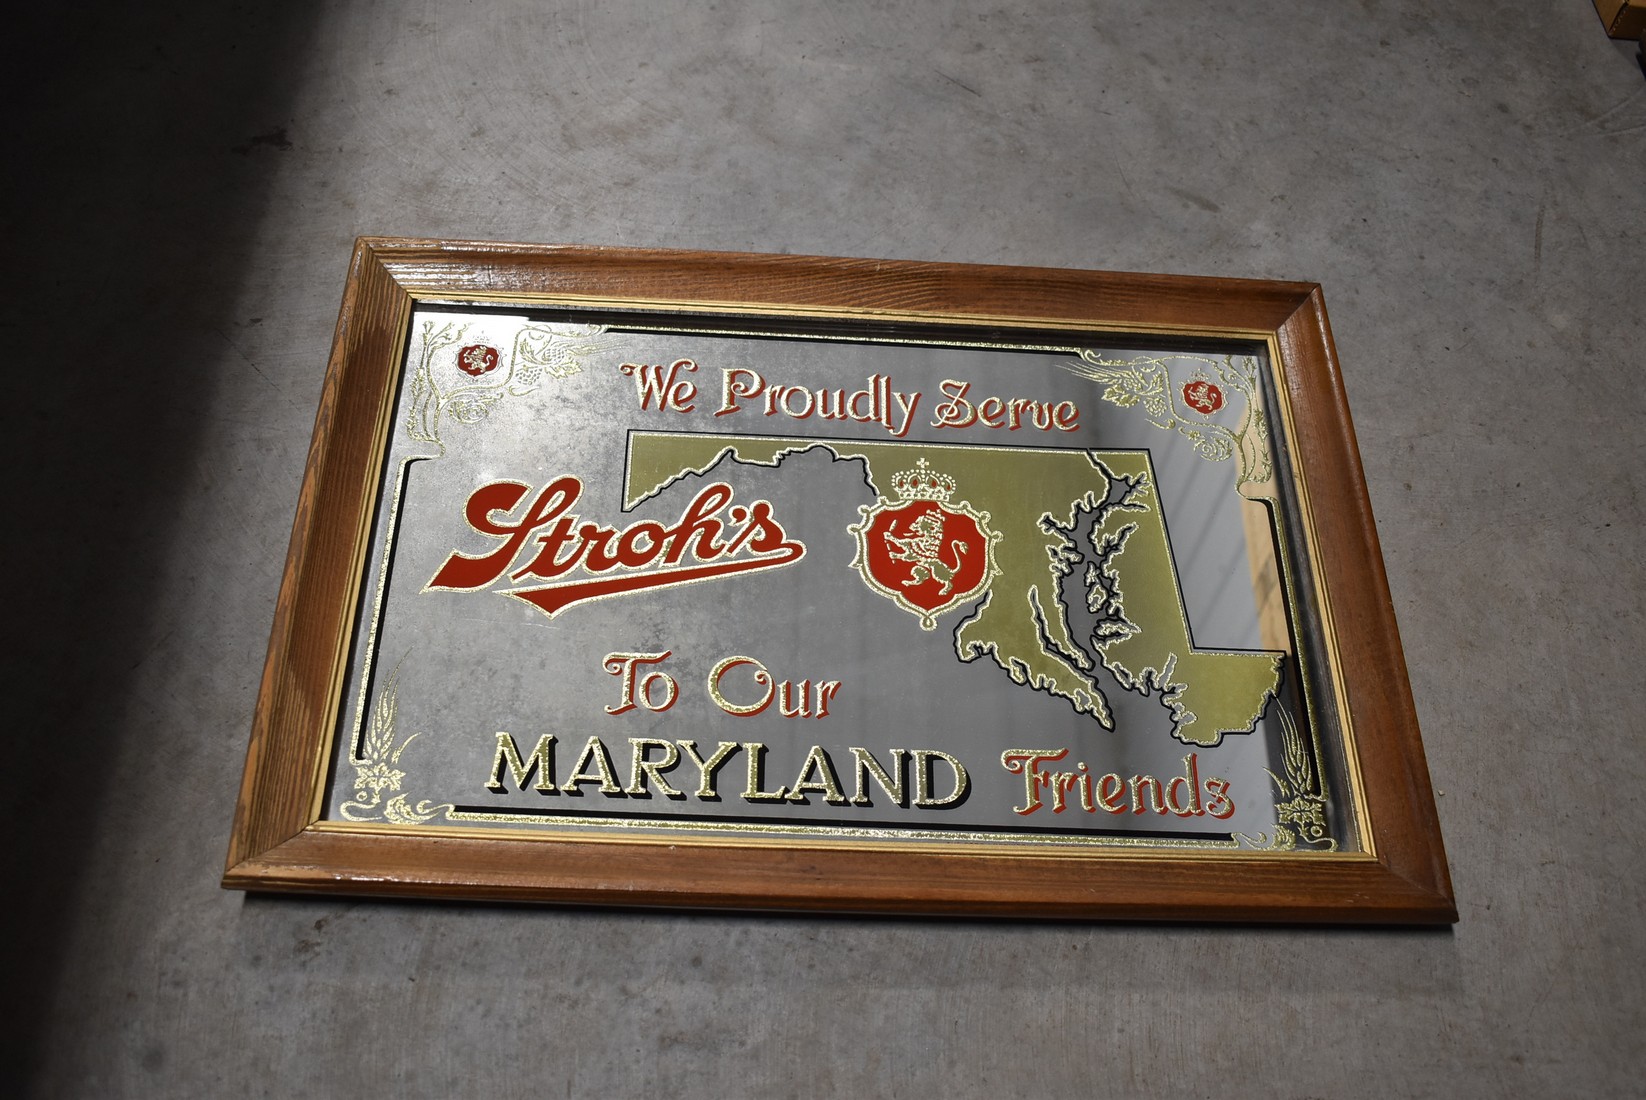 We Proudly Serve
Stroh's
To Our
MARYLAND Friends